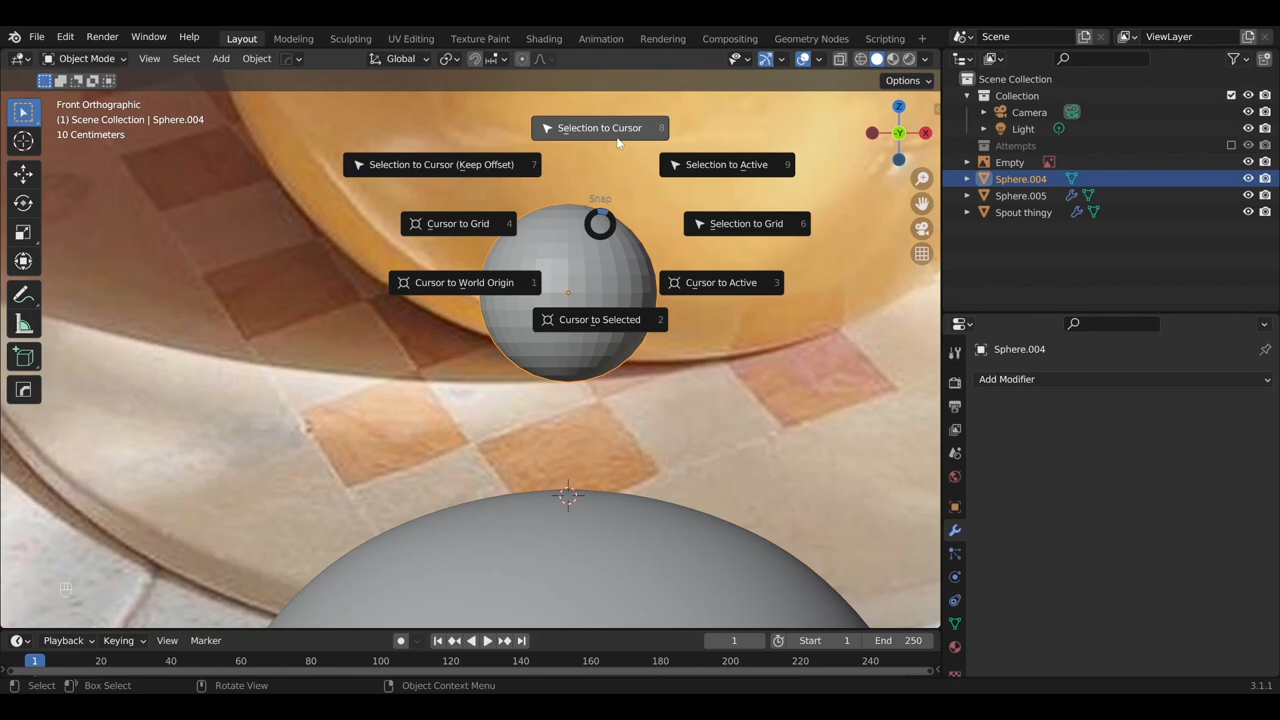 File Edit Render Window Help Layout Modeling Sculpting UV Editing Texture Paint Shading Animation Rendering Compositing Geometry Nodes Scripting + Scene ViewLayer
Object Mode View Select Add Object Global
Options
Front Orthographic
(1) Scene Collection | Sphere.004
10 Centimeters
Z
X
-Y
Selection to Cursor 8
Selection to Cursor (Keep Offset) 7
Selection to Active 9
Snap
Cursor to Grid 4
Selection to Grid 6
Cursor to World Origin 1
Cursor to Active 3
Cursor to Selected 2
Scene Collection
Collection
Camera
Light
Attempts
Empty
Sphere.004
Sphere.005
Spout thingy
Sphere.004
Add Modifier
Playback Keying View Marker 1 Start 1 End 250
1 20 40 60 80 100 120 140 160 180 200 220 240
Select Box Select Rotate View Object Context Menu 3.1.1